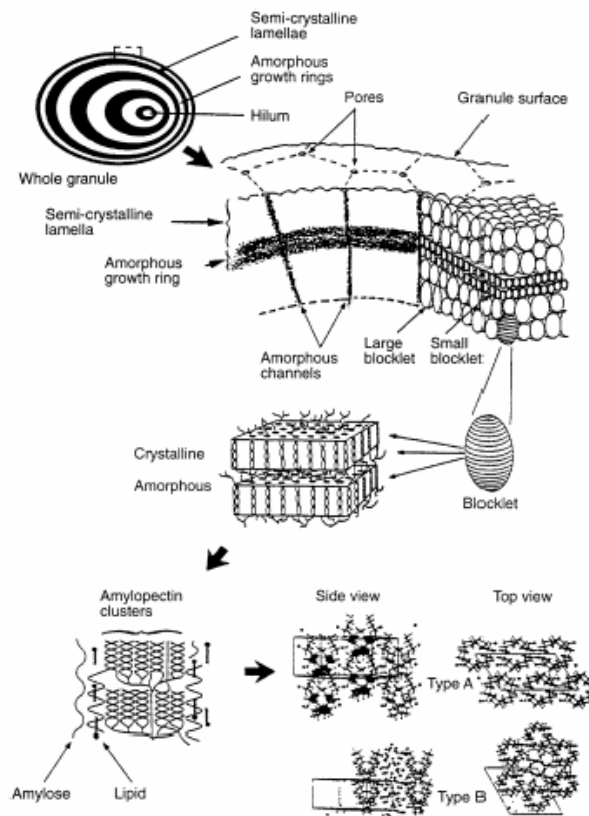 Semi-crystalline
lamellae
Amorphous
growth rings
Hilum
Whole granule
Pores
Granule surface
Semi-crystalline
lamella
Amorphous
growth ring
Amorphous
channels
Large
blocklet
Small
blocklet
Crystalline
Amorphous
Blocklet
Amylopectin
clusters
Side view
Top view
Type A
Type B
Amylose
Lipid